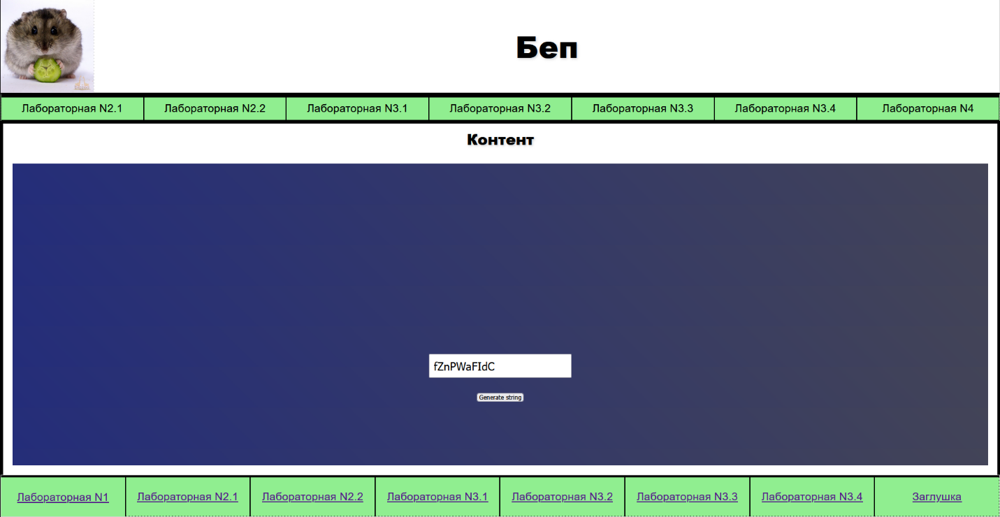 Беп
Лабораторная N2.1 Лабораторная N2.2 Лабораторная N3.1 Лабораторная N3.2 Лабораторная N3.3 Лабораторная N3.4 Лабораторная N4
Контент
fZnPWaFIdC
Generate string
Лабораторная N1 Лабораторная N2.1 Лабораторная N2.2 Лабораторная N3.1 Лабораторная N3.2 Лабораторная N3.3 Лабораторная N3.4 Заглушка